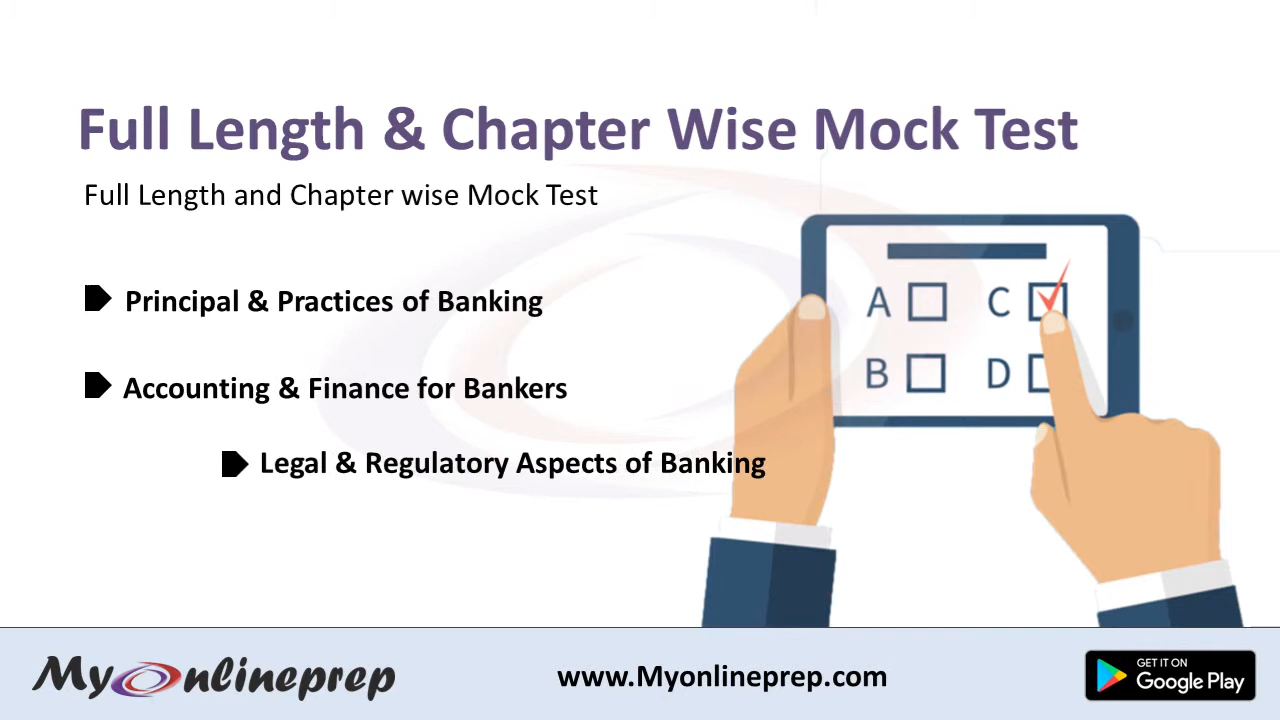 Full Length & Chapter Wise Mock Test
Full Length and Chapter wise Mock Test
Principal & Practices of Banking
Accounting & Finance for Bankers
Legal & Regulatory Aspects of Banking
A
C
B
D
MyOnlineprep
www.Myonlineprep.com
GET IT ON
Google Play